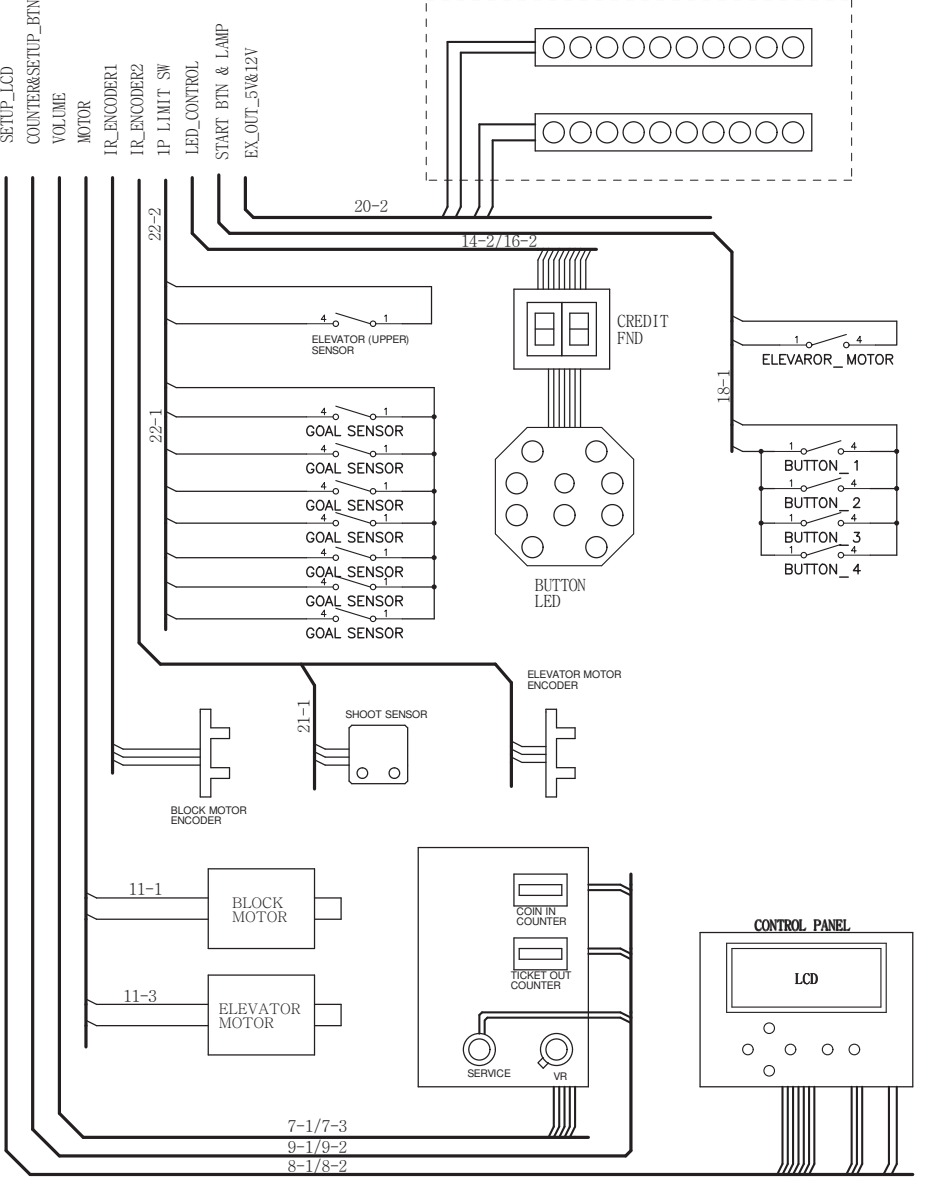 SETUP_LCD
COUNTER&SETUP_BTN
VOLUME
MOTOR
IR_ENCODER1
IR_ENCODER2
1P LIMIT SW
LED_CONTROL
START BTN & LAMP
EX_OUT_5V&12V
20-2
22-2
14-2/16-2
4 1
ELEVATOR (UPPER)
SENSOR
CREDIT
FND
1 4
ELEVAROR_ MOTOR
18-1
22-1
4 1
GOAL SENSOR
4 1
GOAL SENSOR
4 1
GOAL SENSOR
4 1
GOAL SENSOR
4 1
GOAL SENSOR
4 1
GOAL SENSOR
4 1
GOAL SENSOR
1 4
BUTTON_ 1
1 4
BUTTON_ 2
1 4
BUTTON_ 3
1 4
BUTTON_ 4
BUTTON
LED
ELEVATOR MOTOR
ENCODER
21-1
SHOOT SENSOR
BLOCK MOTOR
ENCODER
11-1
BLOCK
MOTOR
11-3
ELEVATOR
MOTOR
COIN IN
COUNTER
TICKET OUT
COUNTER
SERVICE
VR
CONTROL PANEL
LCD
7-1/7-3
9-1/9-2
8-1/8-2